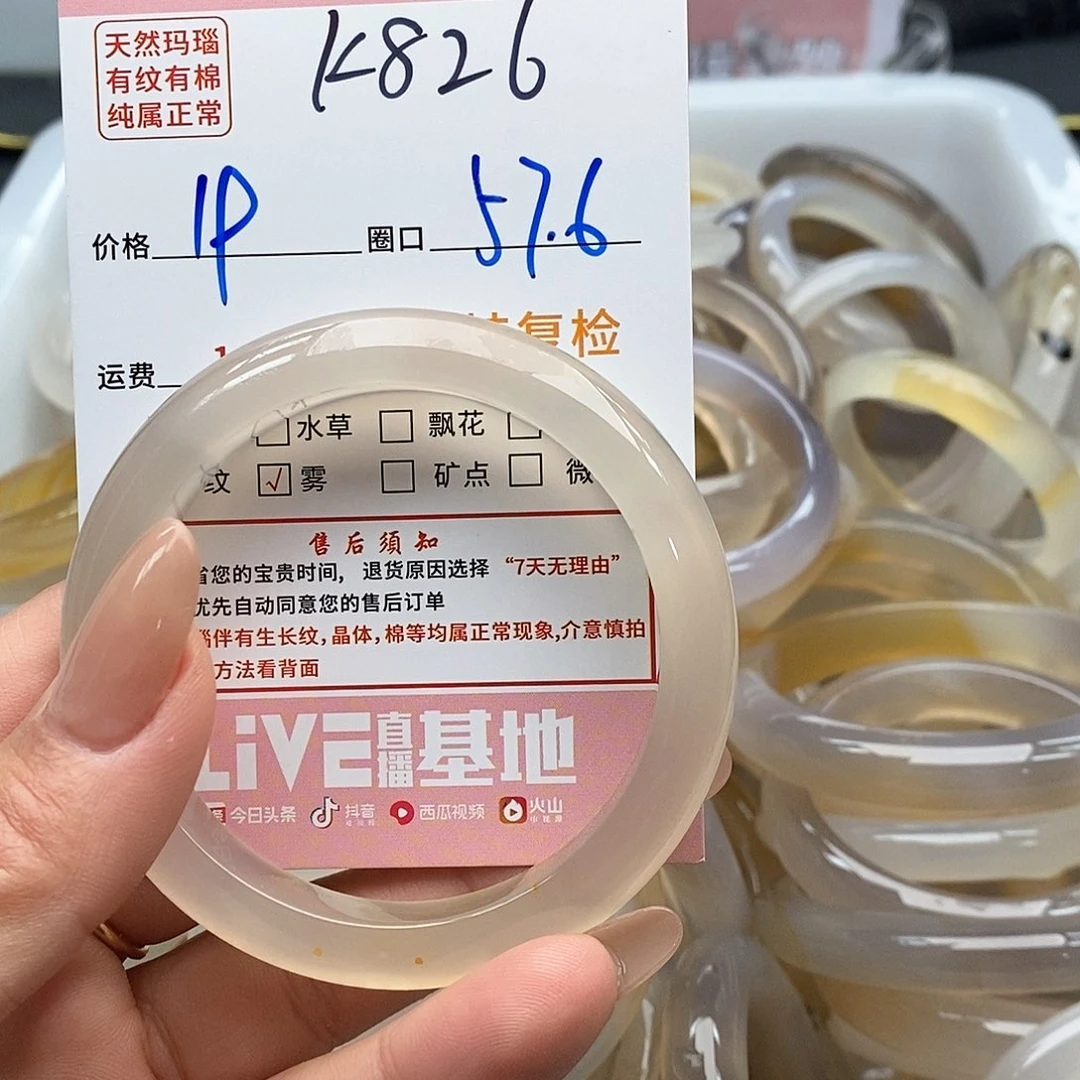 天然玛瑙
有纹有棉
纯属正常
K826
价格 1P 圈口 57.6
复检
运费
水草 飘花
纹 √ 雾 矿点 微
售后须知
省您的宝贵时间, 退货原因选择 “7天无理由”
优先自动同意您的售后订单
瑙伴有生长纹,晶体,棉等均属正常现象,介意慎拍
方法看背面
LiVE直播基地
今日头条 抖音 西瓜视频 火山